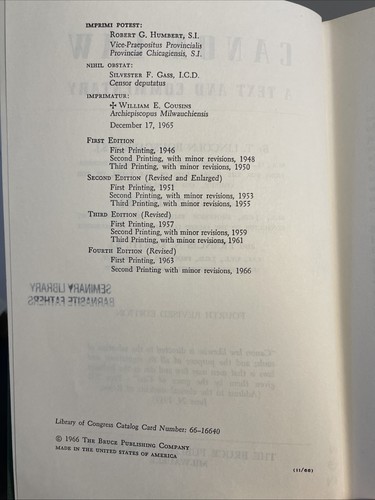 IMPRIMI POTEST:
ROBERT G. HUMBERT, S.I.
Vice-Praepositus Provincialis
Provinciae Chicagiensis, S.I.
NIHIL OBSTAT:
SILVESTER F. GASS, I.C.D.
Censor deputatus
IMPRIMATUR:
✠ WILLIAM E. COUSINS
Archiepiscopus Milwauchiensis
December 17, 1965
FIRST EDITION
First Printing, 1946
Second Printing, with minor revisions, 1948
Third Printing, with minor revisions, 1950
SECOND EDITION (Revised and Enlarged)
First Printing, 1951
Second Printing, with minor revisions, 1953
Third Printing, with minor revisions, 1955
THIRD EDITION (Revised)
First Printing, 1957
Second Printing, with minor revisions, 1959
Third Printing, with minor revisions, 1961
FOURTH EDITION (Revised)
First Printing, 1963
Second Printing with minor revisions, 1966
SEMINARY LIBRARY
BARNABITE FATHERS
Library of Congress Catalog Card Number: 66-16640
© 1966 THE BRUCE PUBLISHING COMPANY
MADE IN THE UNITED STATES OF AMERICA
(11/66)